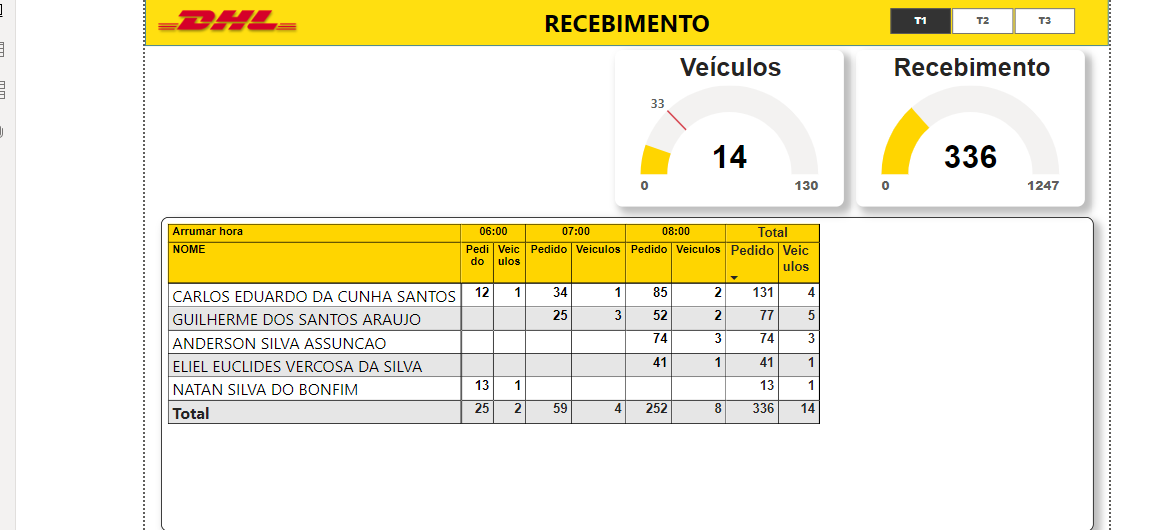 DHL
RECEBIMENTO
T1 T2 T3
Veículos
33
14
0 130
Recebimento
336
0 1247
Arrumar hora 06:00 07:00 08:00 Total
NOME Pedido Veiculos Pedido Veiculos Pedido Veiculos Pedido Veiculos
CARLOS EDUARDO DA CUNHA SANTOS 12 1 34 1 85 2 131 4
GUILHERME DOS SANTOS ARAUJO 25 3 52 2 77 5
ANDERSON SILVA ASSUNCAO 74 3 74 3
ELIEL EUCLIDES VERCOSA DA SILVA 41 1 41 1
NATAN SILVA DO BONFIM 13 1 13 1
Total 25 2 59 4 252 8 336 14